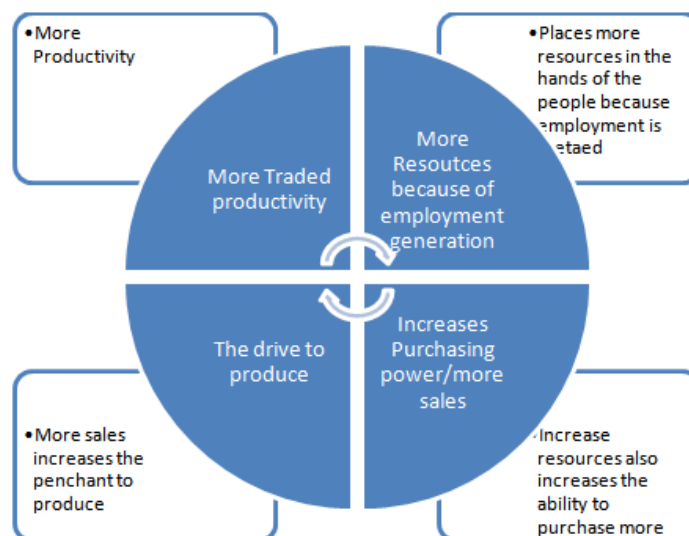 •More
Productivity
•Places more
resources in the
hands of the
people because
employment is
etaed
More Traded
productivity
More
Resoutces
because of
employment
generation
The drive to
produce
Increases
Purchasing
power/more
sales
•More sales
increases the
penchant to
produce
Increase
resources also
increases the
ability to
purchase more